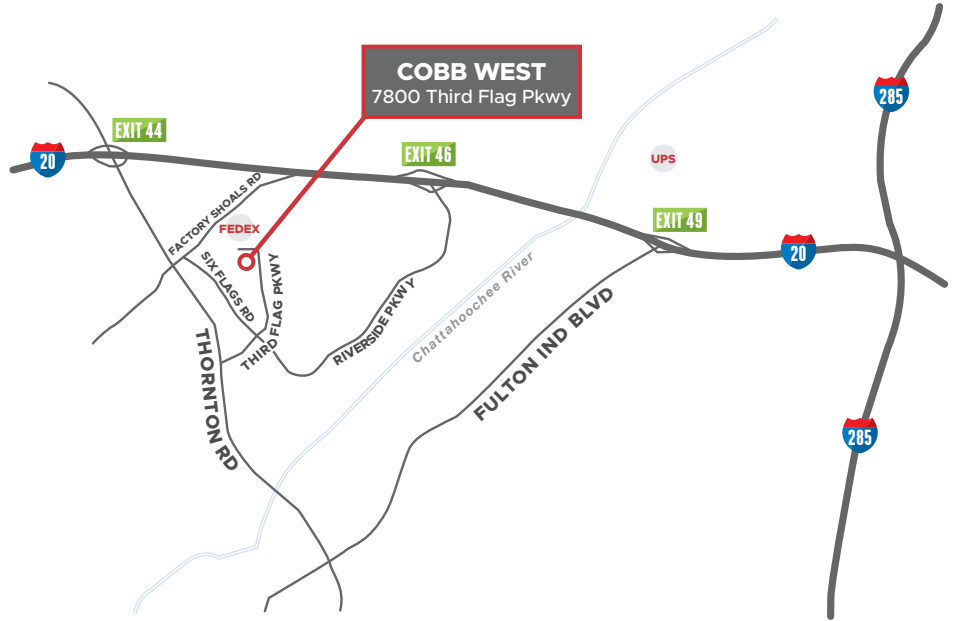 COBB WEST
7800 Third Flag Pkwy
285
EXIT 44
20
EXIT 46
UPS
FACTORY SHOALS RD
FEDEX
EXIT 49
20
SIX FLAGS RD
THIRD FLAG PKWY
RIVERSIDE PKWY
Chattahoochee River
FULTON IND BLVD
THORNTON RD
285